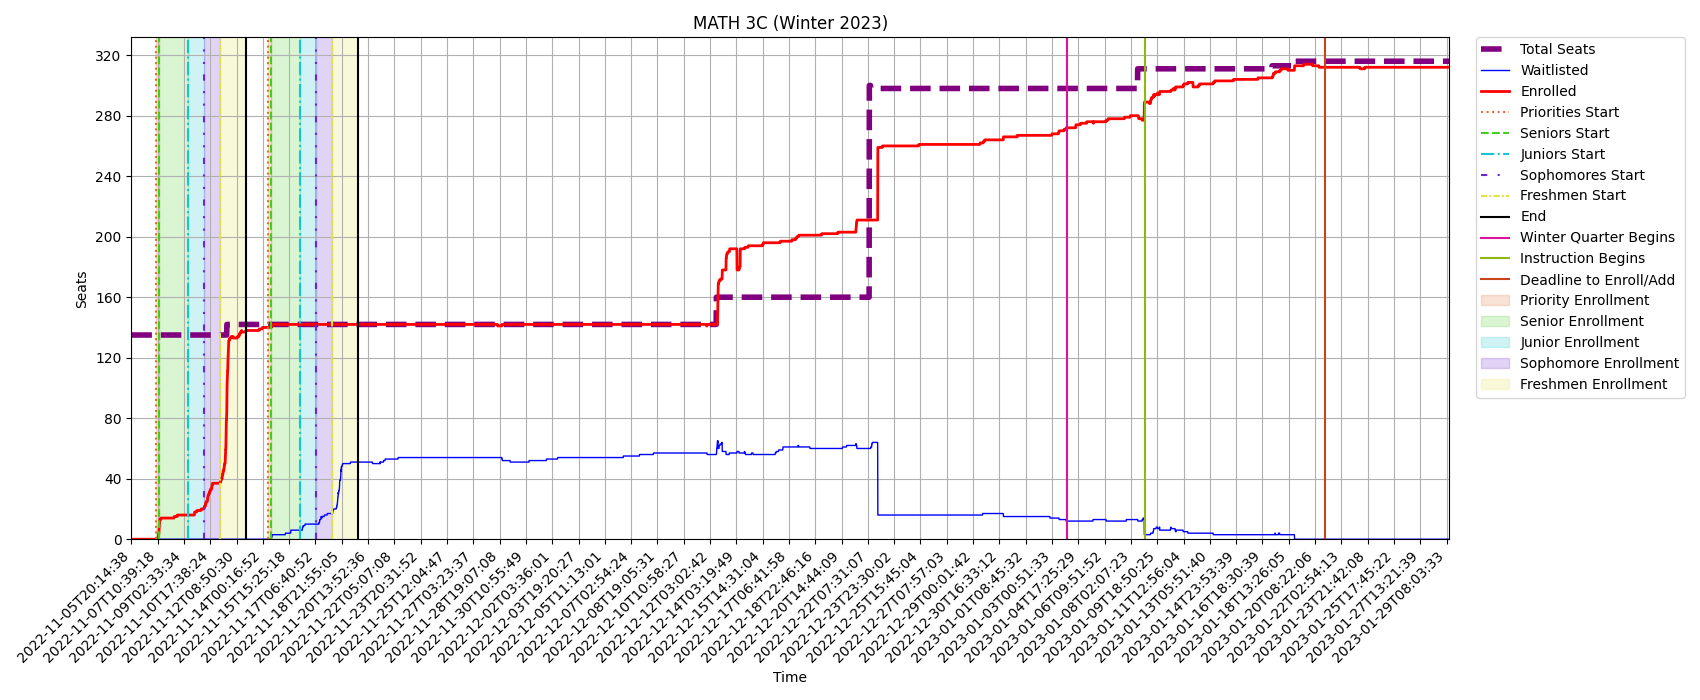 MATH 3C (Winter 2023)
Seats
320
280
240
200
160
120
80
40
0
2022-11-05T20:14:38
2022-11-07T10:39:18
2022-11-09T02:33:34
2022-11-10T17:38:24
2022-11-12T08:50:30
2022-11-14T00:16:52
2022-11-15T15:25:18
2022-11-17T06:40:52
2022-11-18T21:55:05
2022-11-20T13:52:36
2022-11-22T05:07:08
2022-11-23T20:31:52
2022-11-25T12:04:47
2022-11-27T03:23:37
2022-11-28T19:07:08
2022-11-30T10:55:49
2022-12-02T03:36:01
2022-12-03T19:20:27
2022-12-05T11:13:01
2022-12-07T02:54:24
2022-12-08T19:05:31
2022-12-10T10:58:27
2022-12-12T03:02:42
2022-12-14T03:19:49
2022-12-15T14:31:04
2022-12-17T06:41:58
2022-12-18T22:46:16
2022-12-20T14:44:09
2022-12-22T07:31:07
2022-12-23T23:30:02
2022-12-25T15:45:04
2022-12-27T07:57:03
2022-12-29T00:01:42
2022-12-30T16:33:12
2023-01-01T08:45:32
2023-01-03T00:51:33
2023-01-04T17:25:29
2023-01-06T09:51:52
2023-01-08T02:07:23
2023-01-09T18:50:25
2023-01-11T12:56:04
2023-01-13T05:51:40
2023-01-14T23:53:39
2023-01-16T18:30:39
2023-01-18T13:26:05
2023-01-20T08:22:06
2023-01-22T02:54:13
2023-01-23T21:42:08
2023-01-25T17:45:22
2023-01-27T13:21:39
2023-01-29T08:03:33
Time
Total Seats
Waitlisted
Enrolled
Priorities Start
Seniors Start
Juniors Start
Sophomores Start
Freshmen Start
End
Winter Quarter Begins
Instruction Begins
Deadline to Enroll/Add
Priority Enrollment
Senior Enrollment
Junior Enrollment
Sophomore Enrollment
Freshmen Enrollment